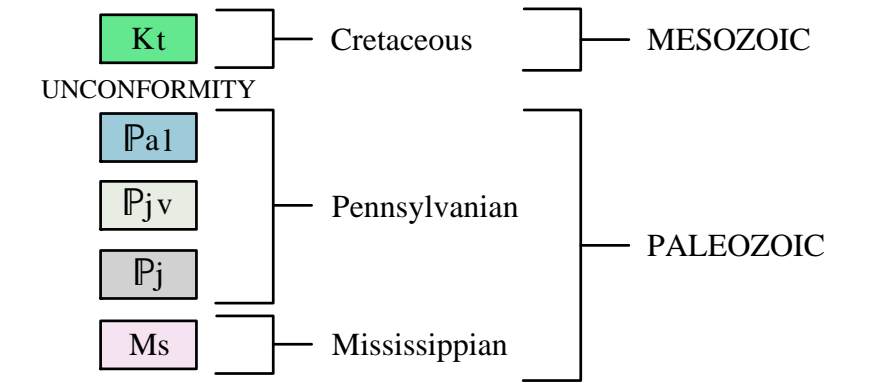 Kt Cretaceous MESOZOIC
UNCONFORMITY
ℙal
ℙjv Pennsylvanian
PALEOZOIC
ℙj
Ms Mississippian